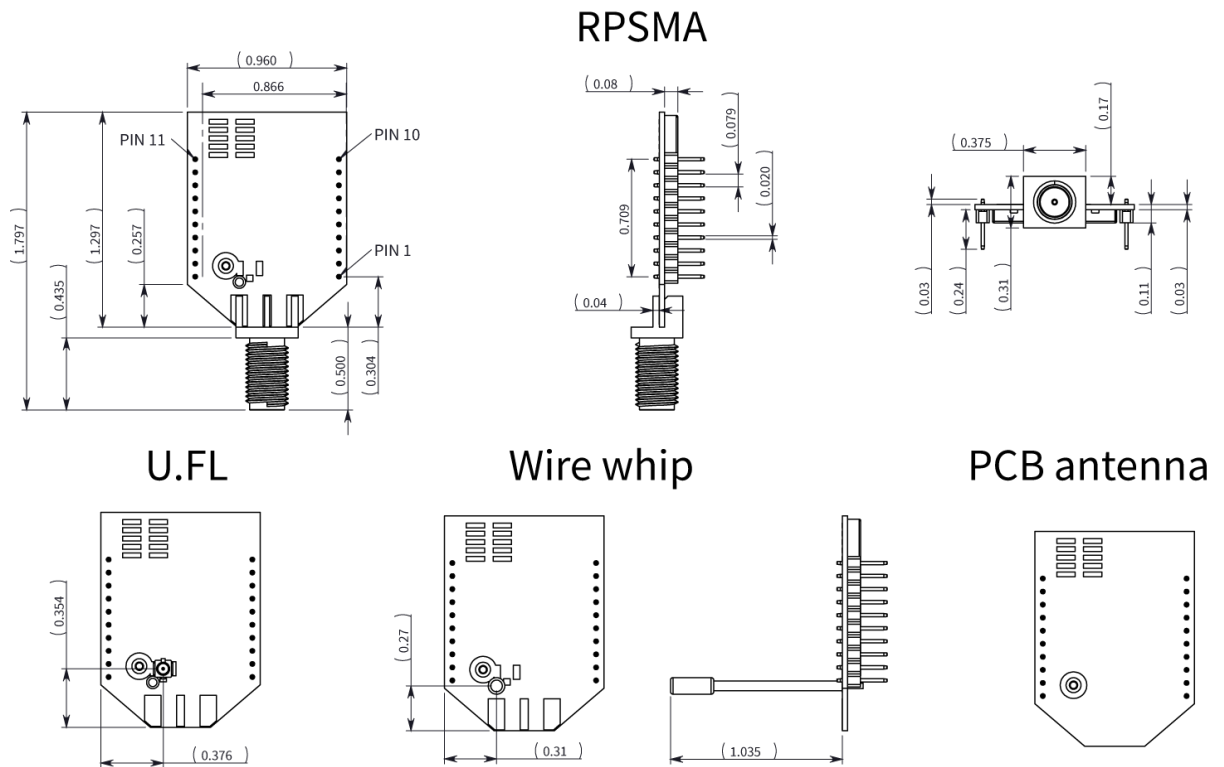 RPSMA
( 0.960 )
0.866
PIN 11
PIN 10
PIN 1
( 1.797 )
( 1.297 )
( 0.257 )
( 0.435 )
( 0.500 )
( 0.304 )
( 0.08 )
( 0.079 )
( 0.020 )
0.709
( 0.04 )
( 0.375 )
( 0.17 )
( 0.03 )
( 0.24 )
( 0.31 )
( 0.11 )
( 0.03 )
U.FL
Wire whip
PCB antenna
( 0.354 )
( 0.376 )
( 0.27 )
( 0.31 )
( 1.035 )